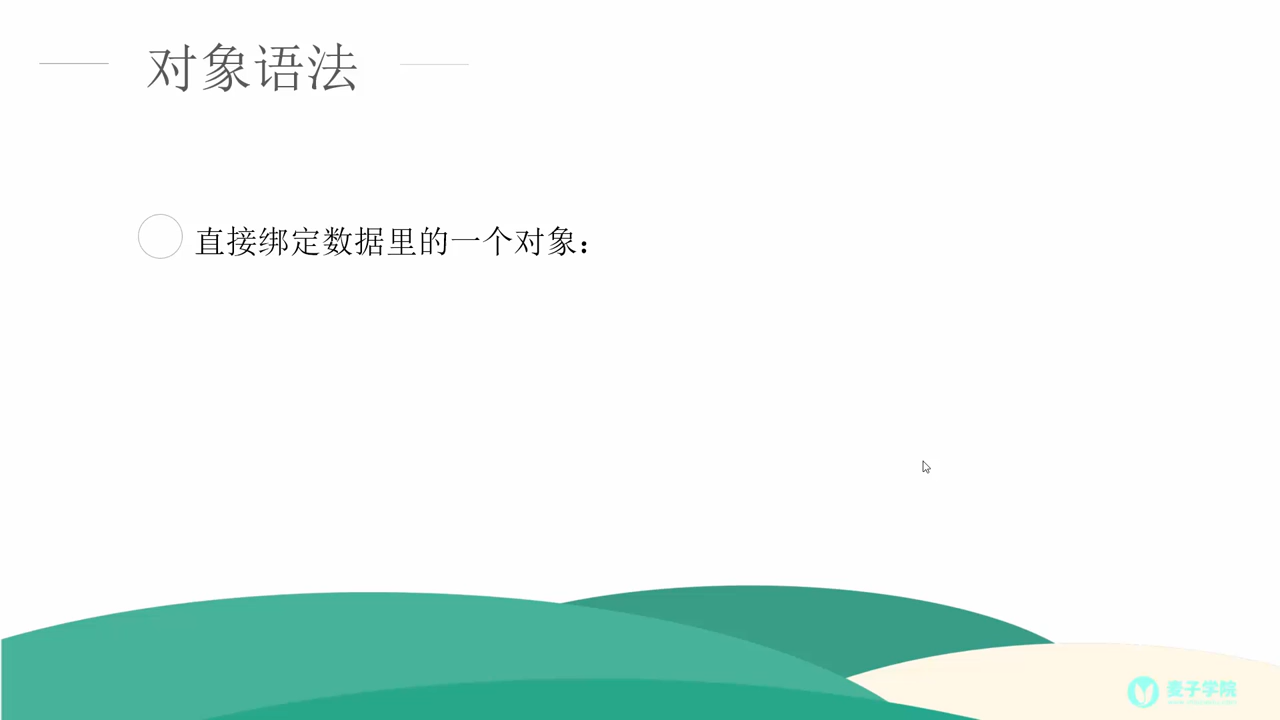 对象语法
直接绑定数据里的一个对象：
麦子学院